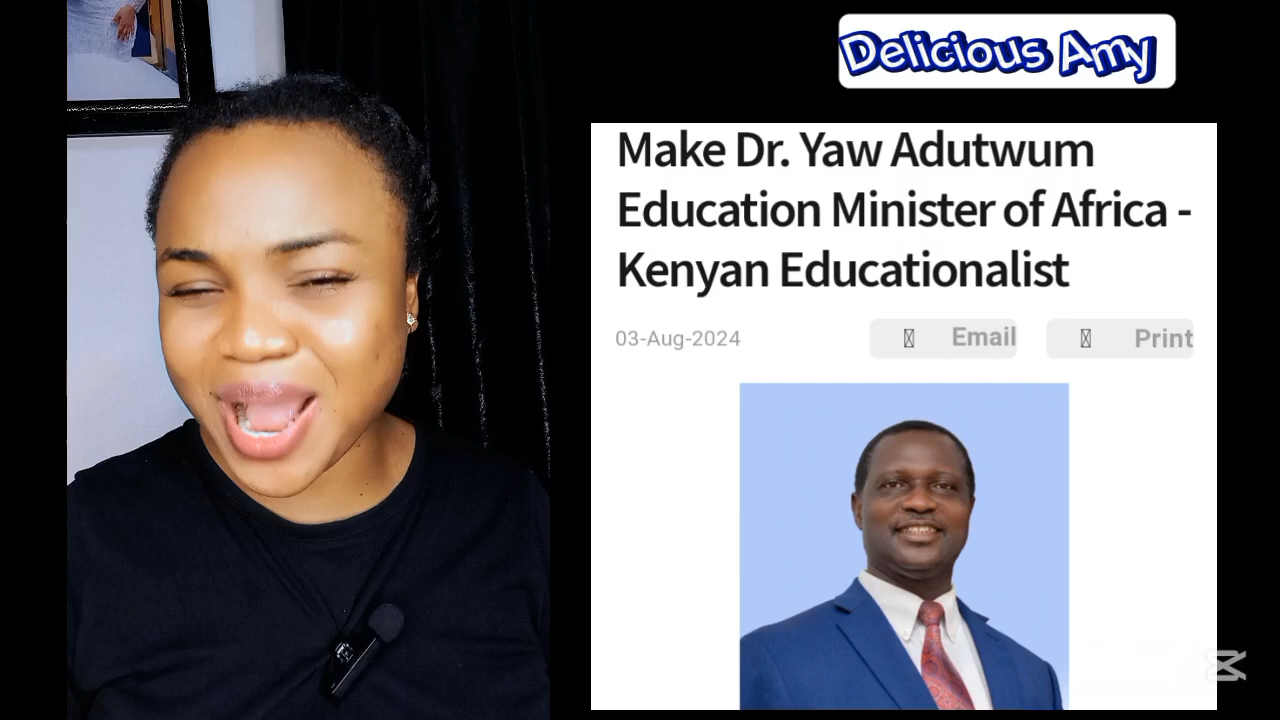 Delicious Amy
Make Dr. Yaw Adutwum
Education Minister of Africa -
Kenyan Educationalist
03-Aug-2024
Email
Print